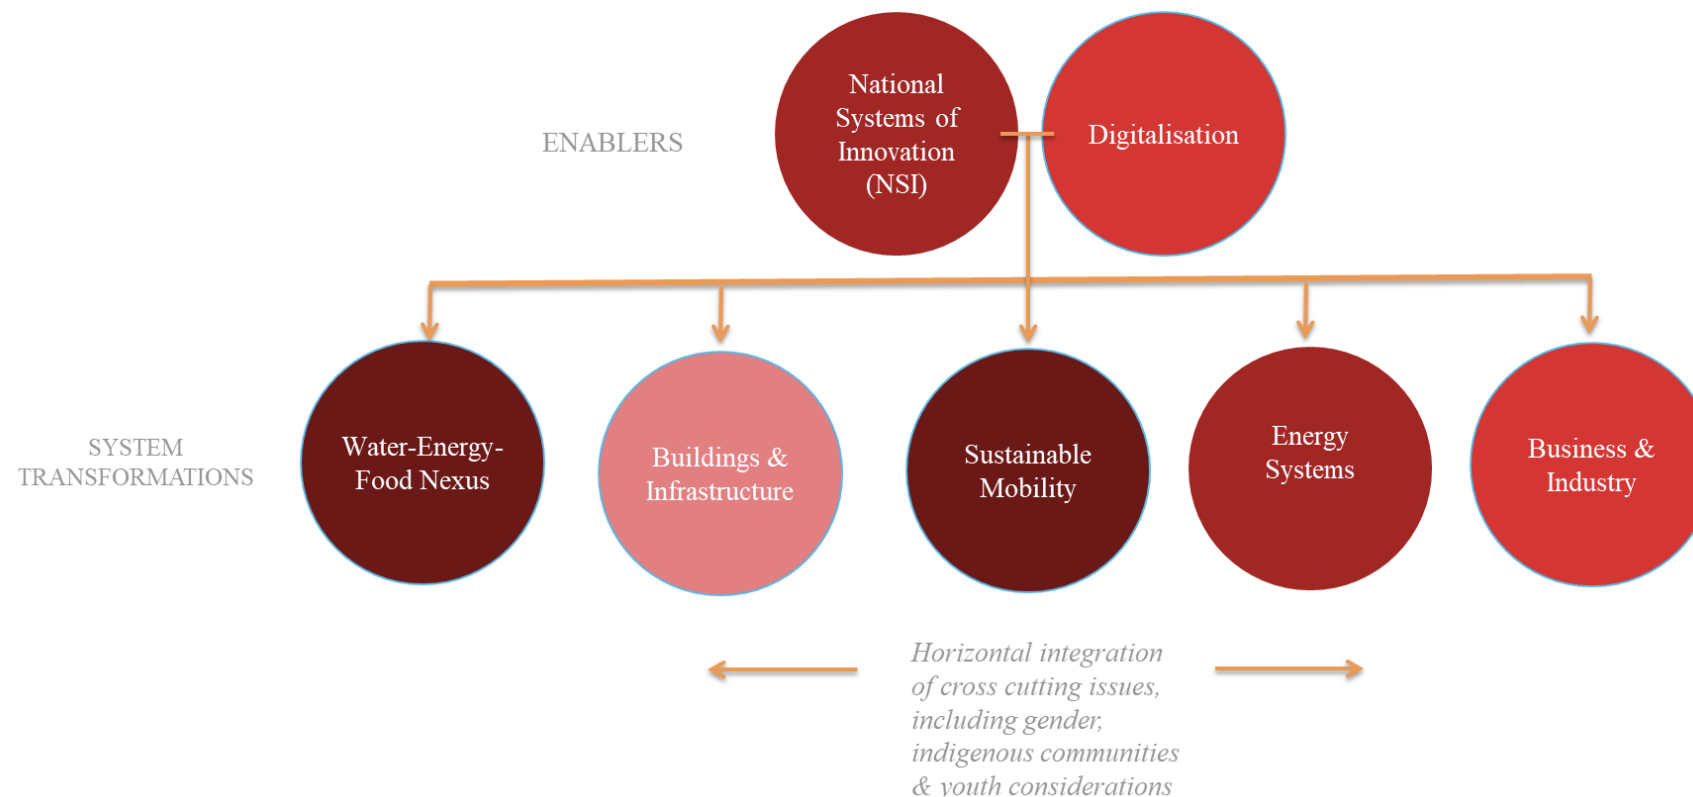 National
Systems of
Innovation
(NSI)
Digitalisation
ENABLERS
SYSTEM
TRANSFORMATIONS
Water-Energy-
Food Nexus
Buildings &
Infrastructure
Sustainable
Mobility
Energy
Systems
Business &
Industry
Horizontal integration
of cross cutting issues,
including gender,
indigenous communities
& youth considerations